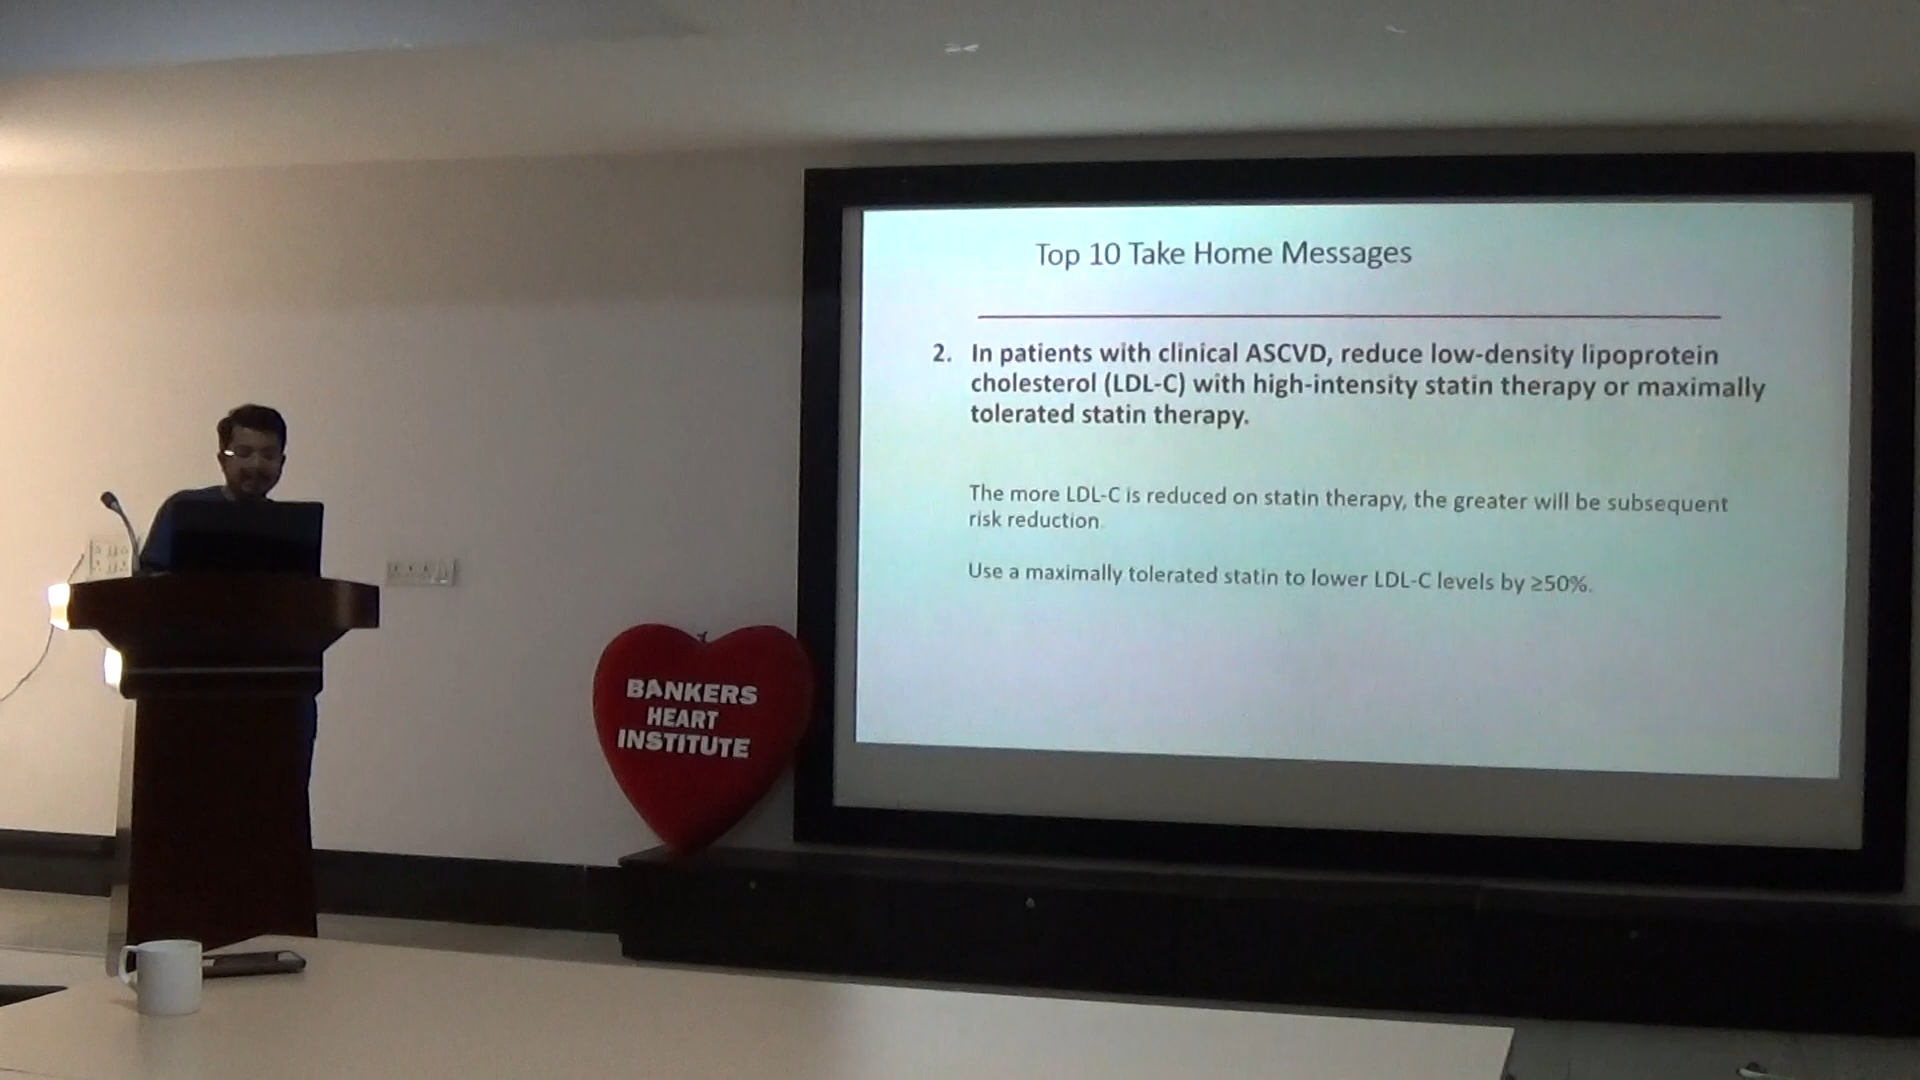 Top 10 Take Home Messages
2. In patients with clinical ASCVD, reduce low-density lipoprotein
cholesterol (LDL-C) with high-intensity statin therapy or maximally
tolerated statin therapy.
The more LDL-C is reduced on statin therapy, the greater will be subsequent
risk reduction.
Use a maximally tolerated statin to lower LDL-C levels by ≥50%.
BANKERS
HEART
INSTITUTE